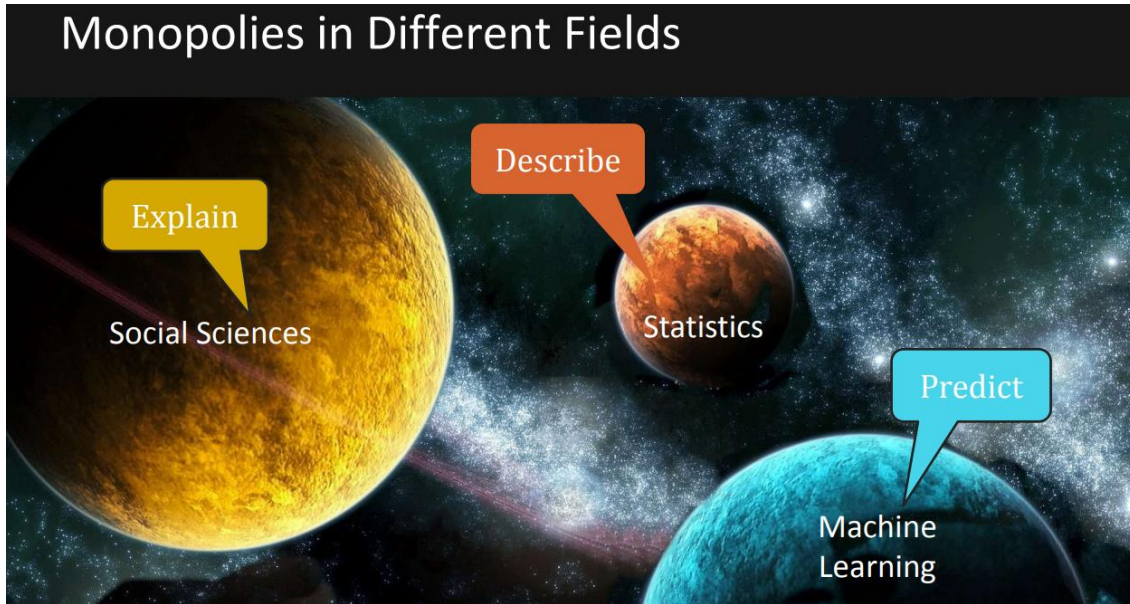 Monopolies in Different Fields
Describe
Explain
Social Sciences
Statistics
Predict
Machine
Learning